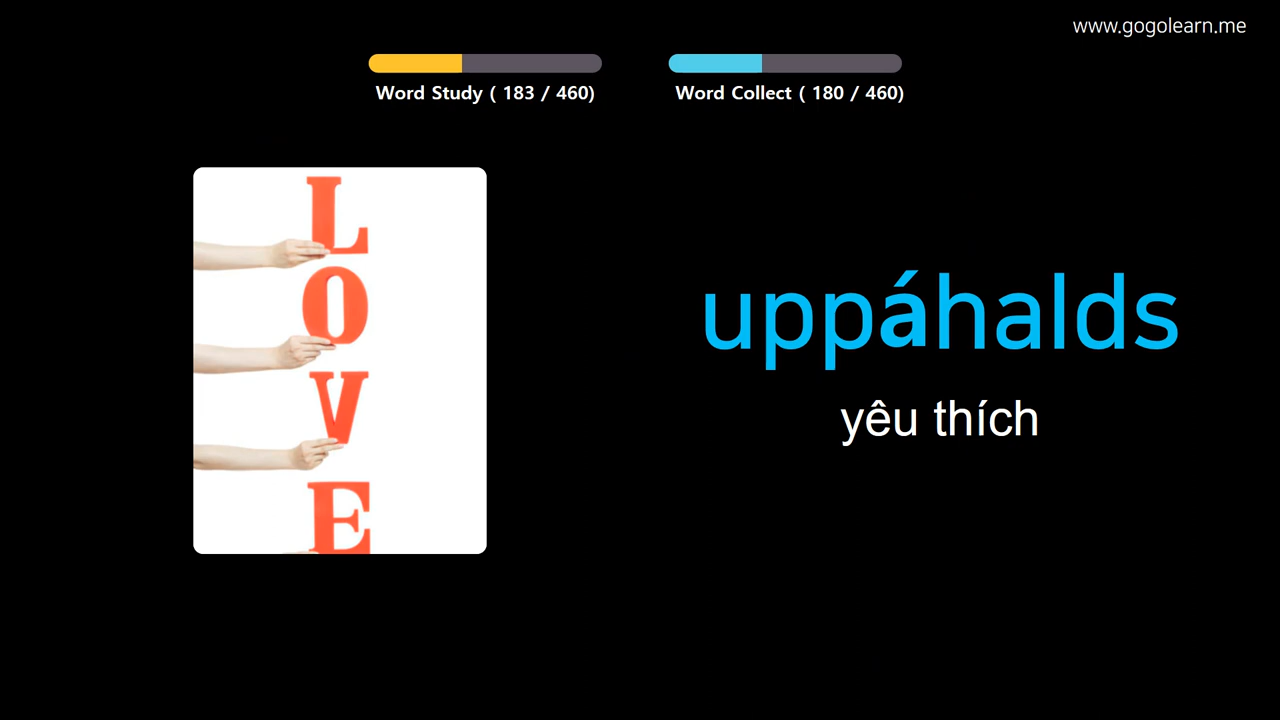 www.gogolearn.me
Word Study ( 183 / 460)
Word Collect ( 180 / 460)
L
O
V
E
uppáhalds
yêu thích